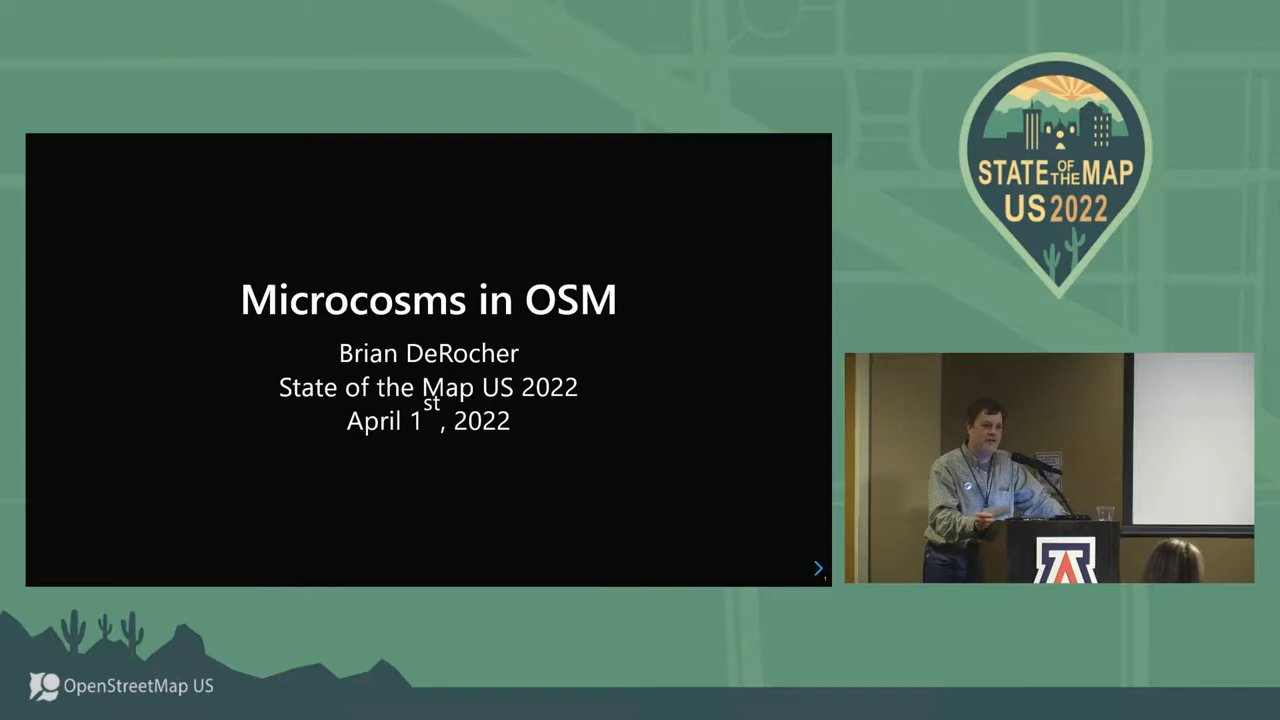 Microcosms in OSM
Brian DeRocher
State of the Map US 2022
April 1st, 2022
STATE OF THE MAP
US 2022
A
OpenStreetMap US